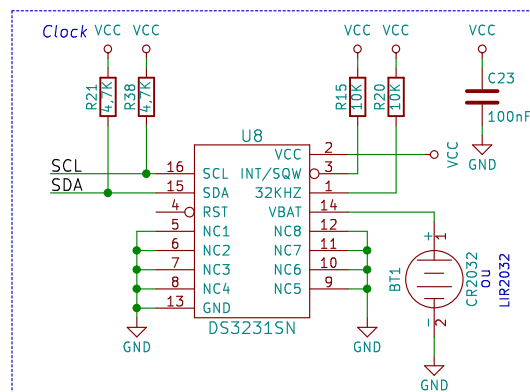 Clock
VCC
VCC
VCC
VCC
VCC
R21
4,7K
R38
4,7K
R15
10K
R20
10K
C23
100nF
GND
U8
SCL
SDA
16
15
4
5
6
7
8
13
SCL
SDA
RST
NC1
NC2
NC3
NC4
GND
VCC
INT/SQW
32KHZ
VBAT
NC8
NC7
NC6
NC5
2
3
1
14
12
11
10
9
VCC
DS3231SN
GND
GND
BT1
+
1
-
2
CR2032
ou
LIR2032
GND